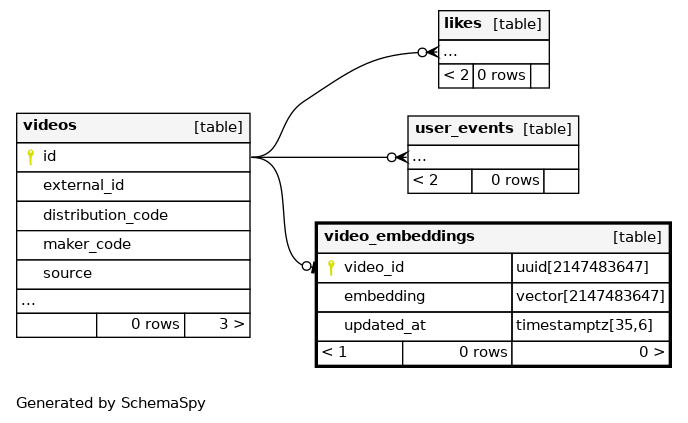 likes [table]
...
< 2 0 rows
videos [table]
id
external_id
distribution_code
maker_code
source
...
0 rows 3 >
user_events [table]
...
< 2 0 rows
video_embeddings [table]
video_id uuid[2147483647]
embedding vector[2147483647]
updated_at timestamptz[35,6]
< 1 0 rows 0 >
Generated by SchemaSpy